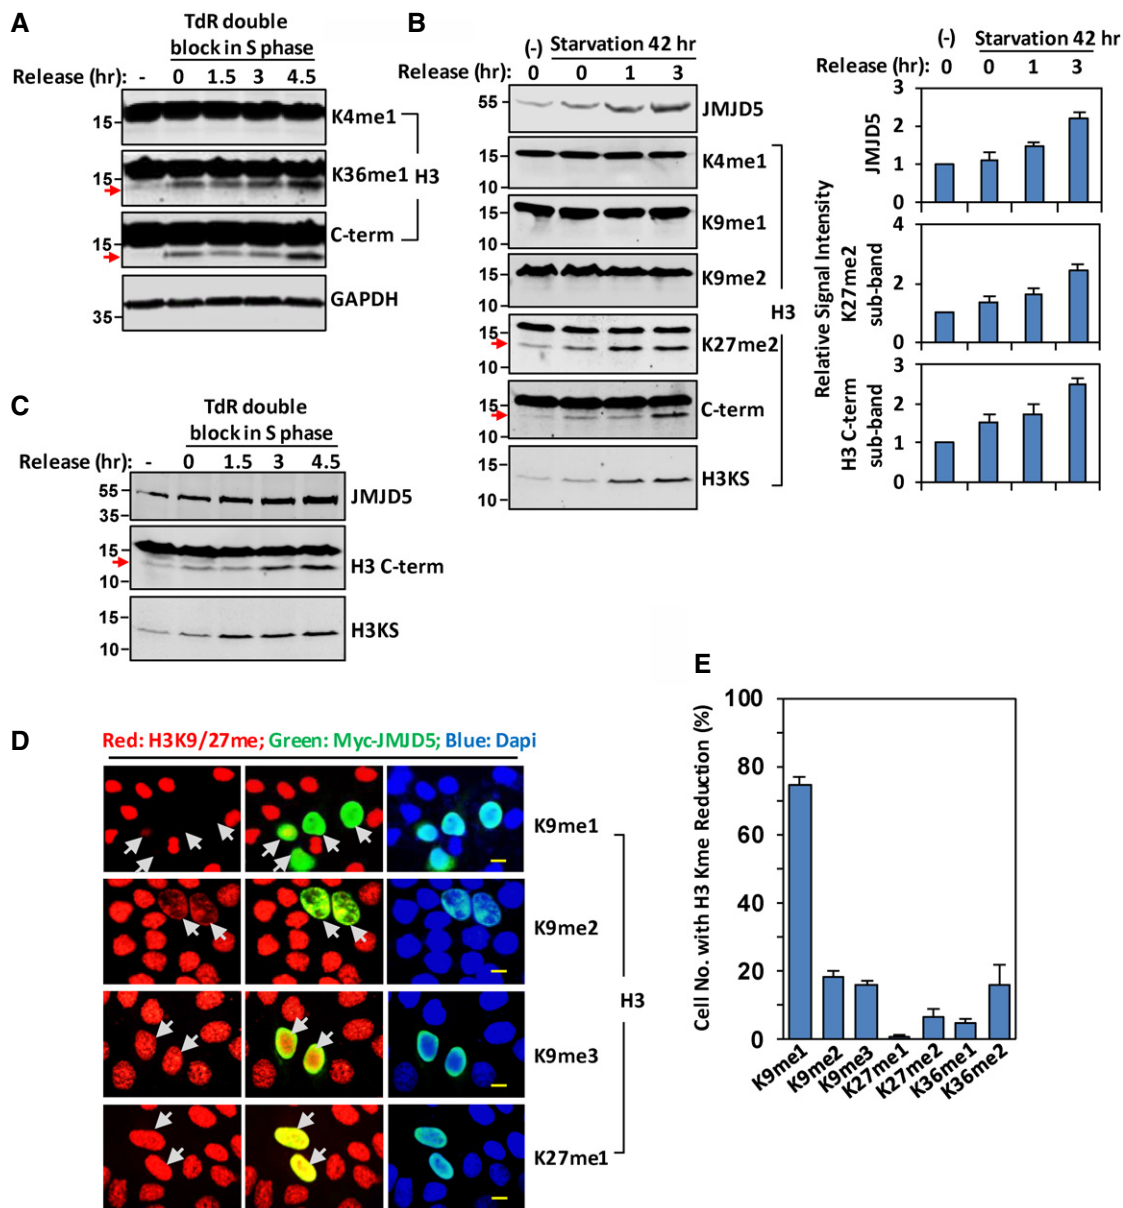 A
TdR double
block in S phase
Release (hr): - 0 1.5 3 4.5
15
K4me1
15
K36me1
H3
15
C-term
35
GAPDH
B
(-) Starvation 42 hr
Release (hr): 0 0 1 3
55
JMJD5
15
K4me1
10
15
K9me1
10
15
K9me2
10
H3
15
K27me2
10
15
C-term
10
15
H3KS
10
(-) Starvation 42 hr
Release (hr): 0 0 1 3
Relative Signal Intensity
JMJD5
3
2
1
0
K27me2
sub-band
4
2
0
H3 C-term
sub-band
3
2
1
0
C
TdR double
block in S phase
Release (hr): - 0 1.5 3 4.5
55
JMJD5
35
15
H3 C-term
10
15
H3KS
10
D
Red: H3K9/27me; Green: Myc-JMJD5; Blue: Dapi
K9me1
K9me2
H3
K9me3
K27me1
E
Cell No. with H3 Kme Reduction (%)
100
80
60
40
20
0
K9me1
K9me2
K9me3
K27me1
K27me2
K36me1
K36me2